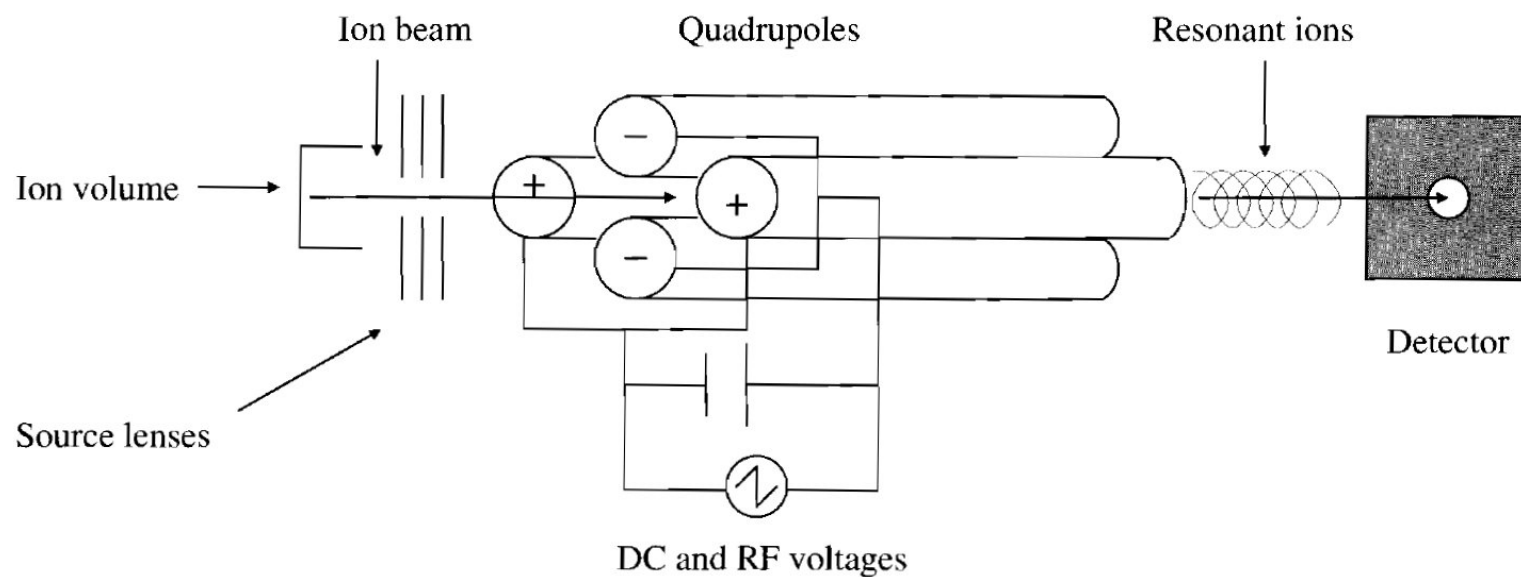 Ion beam
Quadrupoles
Resonant ions
−
+
+
−
Ion volume
Detector
Source lenses
DC and RF voltages